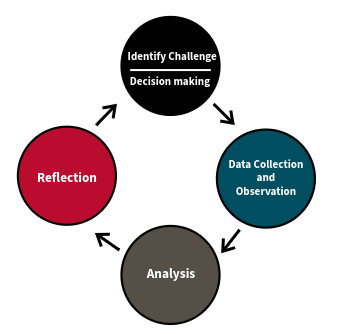 Identify Challenge
Decision making
Data Collection
and
Observation
Analysis
Reflection